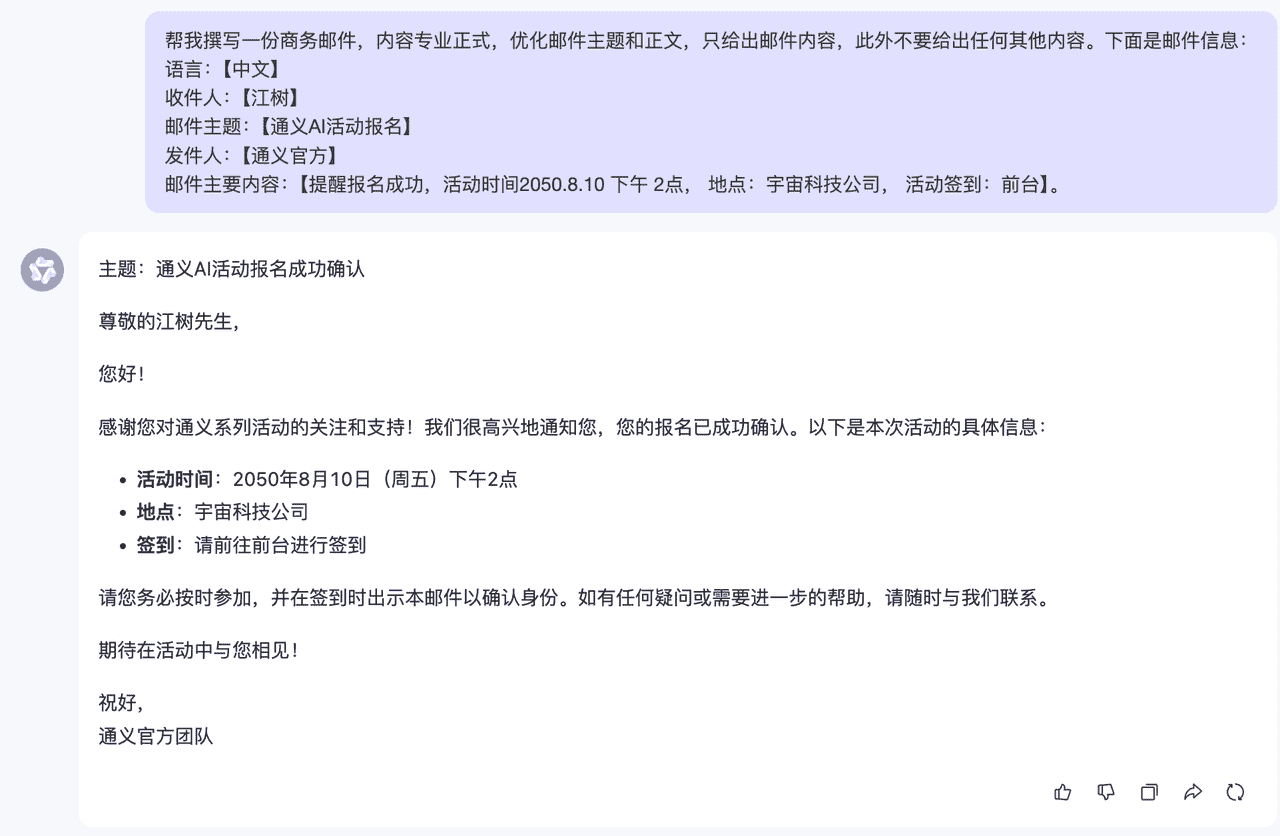 帮我撰写一份商务邮件，内容专业正式，优化邮件主题和正文，只给出邮件内容，此外不要给出任何其他内容。下面是邮件信息：
语言：【中文】
收件人：【江树】
邮件主题：【通义AI活动报名】
发件人：【通义官方】
邮件主要内容：【提醒报名成功，活动时间2050.8.10 下午 2点， 地点：宇宙科技公司， 活动签到：前台】。
主题：通义AI活动报名成功确认
尊敬的江树先生，
您好！
感谢您对通义系列活动的关注和支持！我们很高兴地通知您，您的报名已成功确认。以下是本次活动的具体信息：
• 活动时间：2050年8月10日（周五）下午2点
• 地点：宇宙科技公司
• 签到：请前往前台进行签到
请您务必按时参加，并在签到时出示本邮件以确认身份。如有任何疑问或需要进一步的帮助，请随时与我们联系。
期待在活动中与您相见！
祝好，
通义官方团队